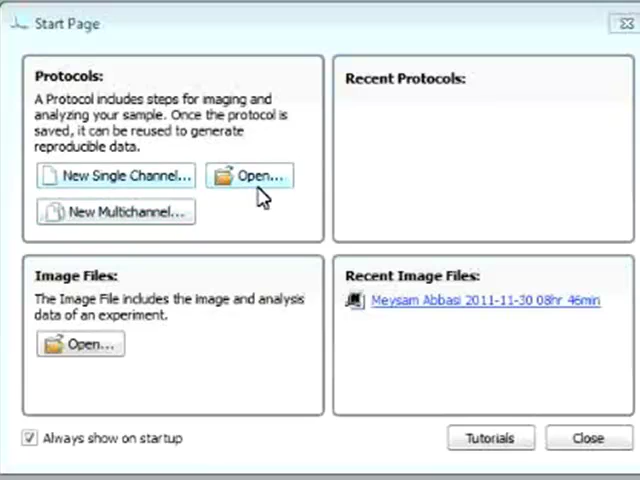 Start Page
Protocols:
A Protocol includes steps for imaging and
analyzing your sample. Once the protocol is
saved, it can be reused to generate
reproducible data.
New Single Channel...
Open...
New Multichannel...
Recent Protocols:
Image Files:
The Image File includes the image and analysis
data of an experiment.
Open...
Recent Image Files:
Meysam Abbasi 2011-11-30 08hr 46min
Always show on startup
Tutorials
Close